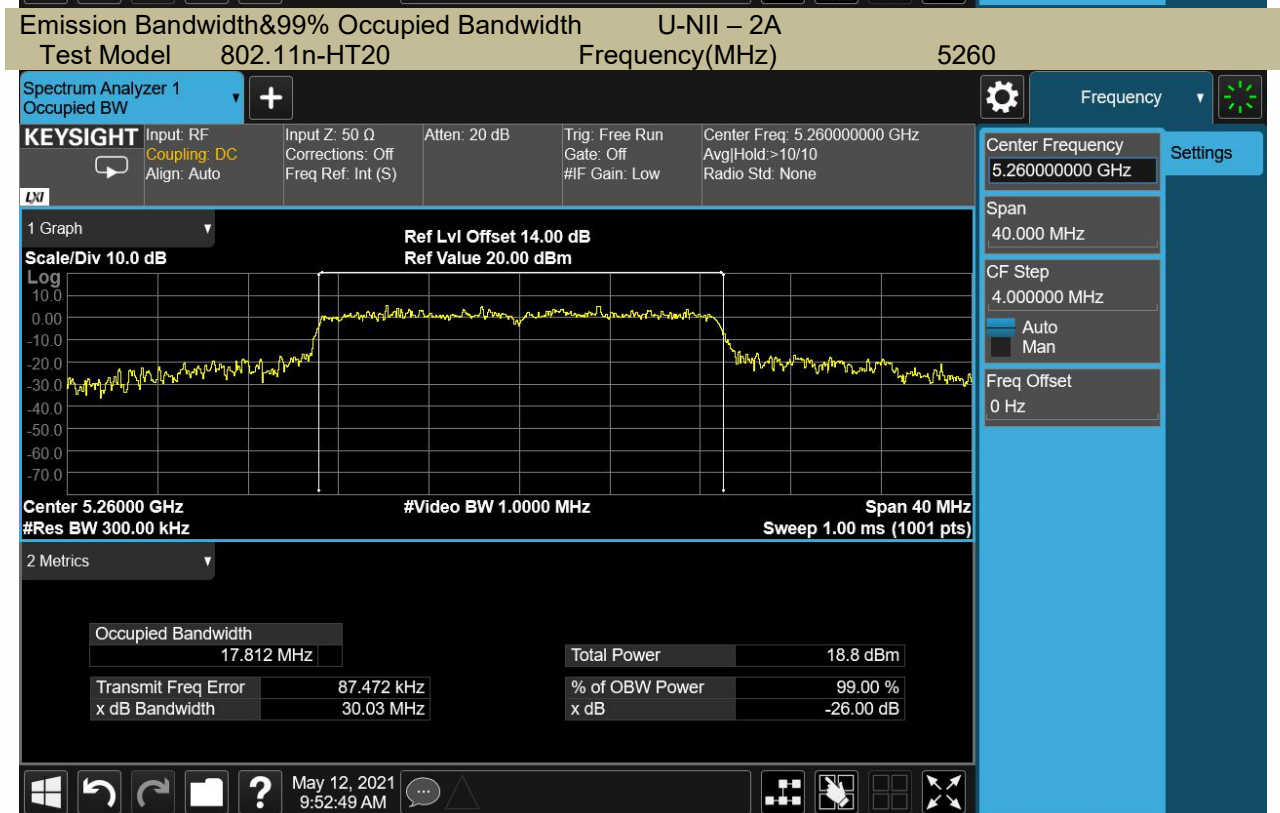 Emission Bandwidth&99% Occupied Bandwidth U-NII – 2A
Test Model 802.11n-HT20 Frequency(MHz) 5260
Spectrum Analyzer 1
Occupied BW
+
Frequency
KEYSIGHT
LXI
Input: RF
Coupling: DC
Align: Auto
Input Z: 50 Ω
Corrections: Off
Freq Ref: Int (S)
Atten: 20 dB
Trig: Free Run
Gate: Off
#IF Gain: Low
Center Freq: 5.260000000 GHz
Avg|Hold:>10/10
Radio Std: None
Center Frequency
5.260000000 GHz
Settings
Span
40.000 MHz
CF Step
4.000000 MHz
Auto
Man
Freq Offset
0 Hz
1 Graph
Scale/Div 10.0 dB
Ref Lvl Offset 14.00 dB
Ref Value 20.00 dBm
Log
10.0
0.00
-10.0
-20.0
-30.0
-40.0
-50.0
-60.0
-70.0
Center 5.26000 GHz #Video BW 1.0000 MHz Span 40 MHz
#Res BW 300.00 kHz Sweep 1.00 ms (1001 pts)
2 Metrics
Occupied Bandwidth
17.812 MHz
Total Power 18.8 dBm
Transmit Freq Error 87.472 kHz % of OBW Power 99.00 %
x dB Bandwidth 30.03 MHz x dB -26.00 dB
?
May 12, 2021
9:52:49 AM